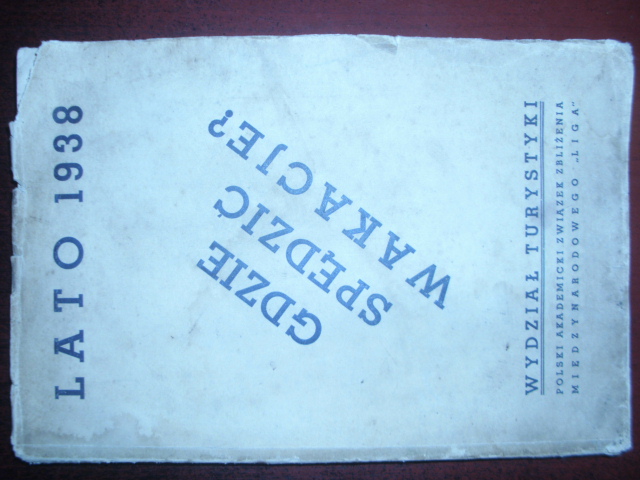 LATO 1938
GDZIE
SPĘDZIĆ
WAKACJE?
WYDZIAŁ TURYSTYKI
POLSKI AKADEMICKI ZWIĄZEK ZBLIŻENIA
MIĘDZYNARODOWEGO „LIGA”